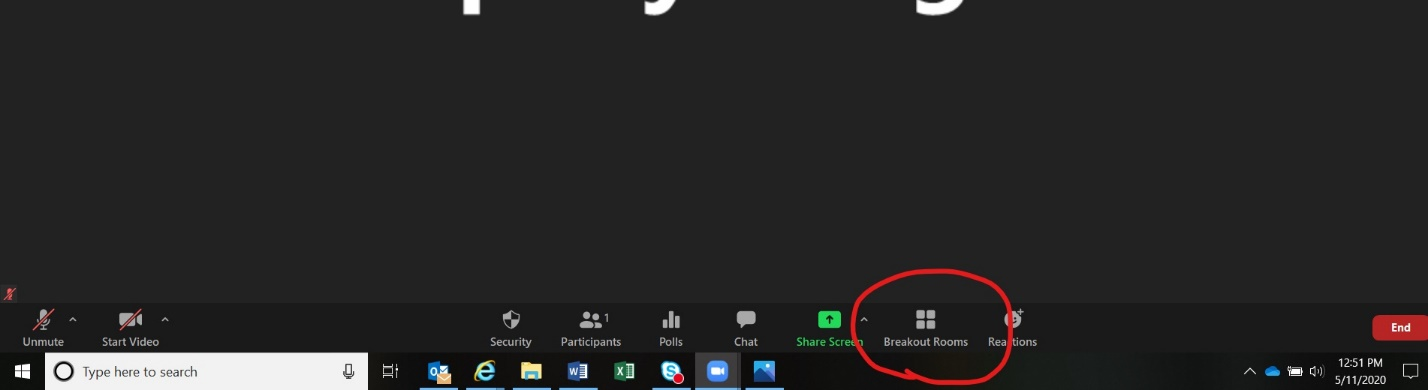 1
Unmute
Start Video
Security
Participants
Polls
Chat
Share Screen
Breakout Rooms
Reactions
End
Type here to search
12:51 PM
5/11/2020